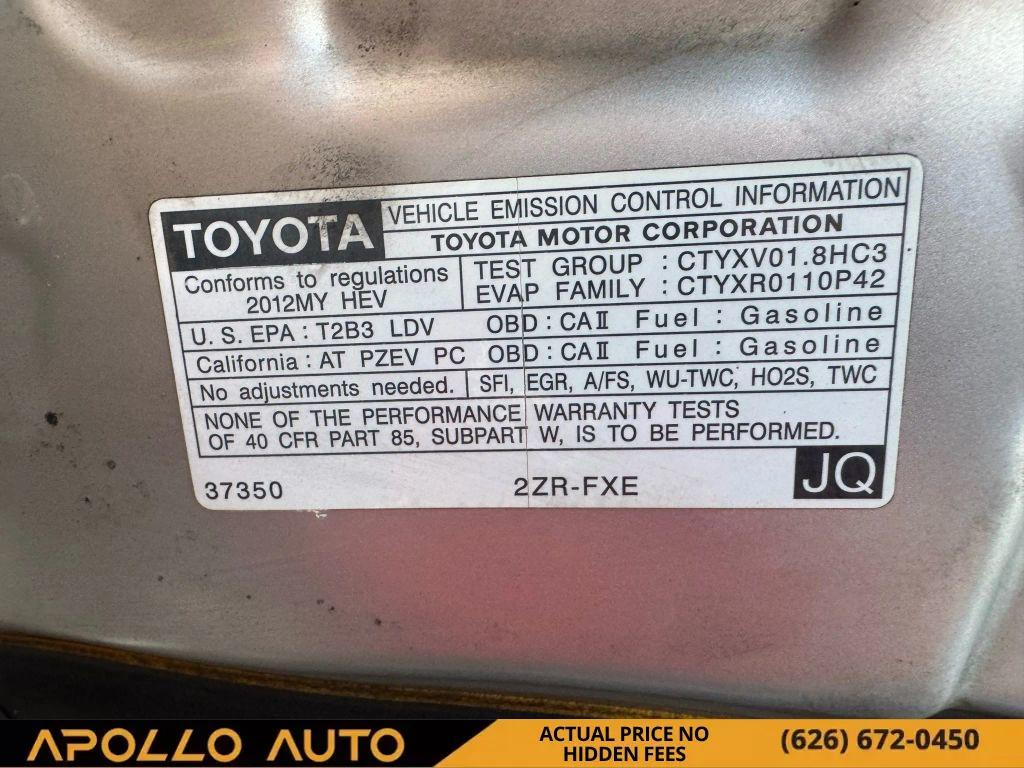 TOYOTA VEHICLE EMISSION CONTROL INFORMATION
TOYOTA MOTOR CORPORATION
Conforms to regulations
2012MY HEV
TEST GROUP : CTYXV01.8HC3
EVAP FAMILY : CTYXR0110P42
U.S. EPA : T2B3 LDV OBD : CAⅡ Fuel : Gasoline
California : AT PZEV PC OBD : CAⅡ Fuel : Gasoline
No adjustments needed. SFI, EGR, A/FS, WU-TWC, HO2S, TWC
NONE OF THE PERFORMANCE WARRANTY TESTS
OF 40 CFR PART 85, SUBPART W, IS TO BE PERFORMED.
37350 2ZR-FXE JQ
APOLLO AUTO
ACTUAL PRICE NO
HIDDEN FEES
(626) 672-0450